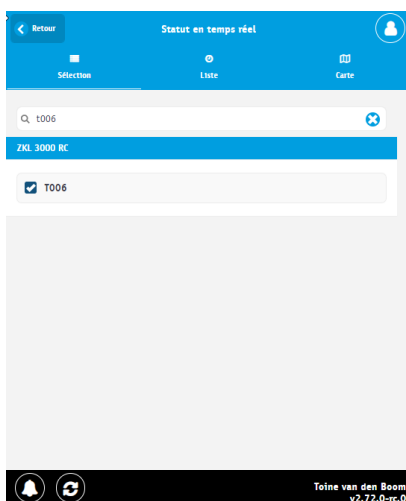 Retour
Statut en temps réel
Sélection
Liste
Carte
t006
ZKL 3000 RC
T006
Toine van den Boom
v2.72.0-rc.0